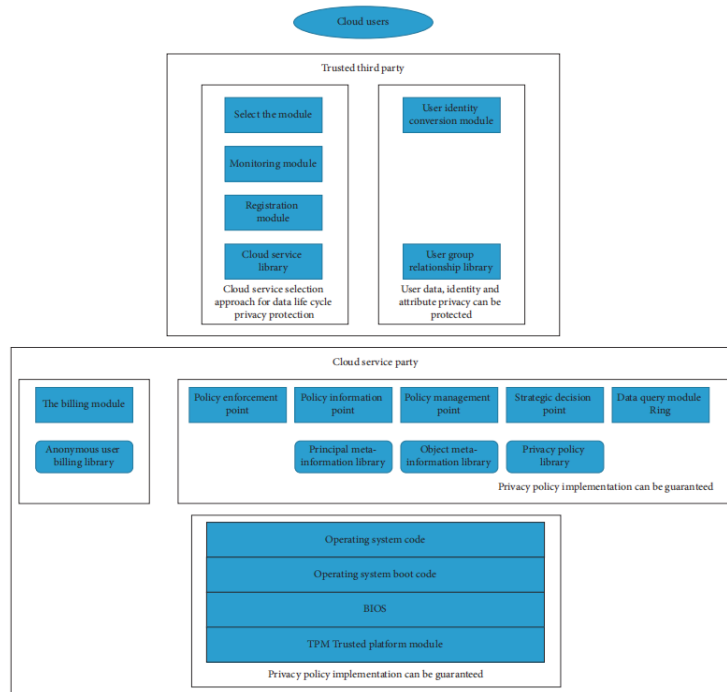 Cloud users
Trusted third party
Select the module
Monitoring module
Registration
module
Cloud service
library
Cloud service selection
approach for data life cycle
privacy protection
User identity
conversion module
User group
relationship library
User data, identity and
attribute privacy can be
protected
Cloud service party
The billing module
Anonymous user
billing library
Policy enforcement
point
Policy information
point
Policy management
point
Strategic decision
point
Data query module
Ring
Principal meta-
information library
Object meta-
information library
Privacy policy
library
Privacy policy implementation can be guaranteed
Operating system code
Operating system boot code
BIOS
TPM Trusted platform module
Privacy policy implementation can be guaranteed